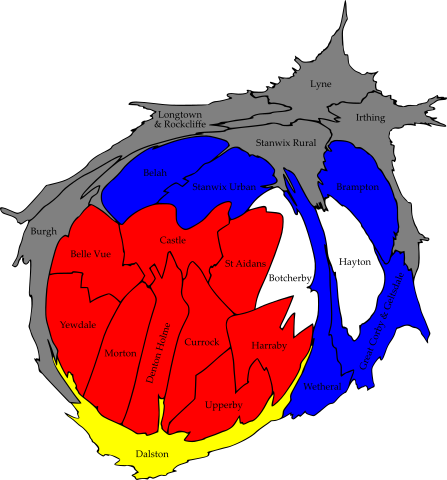 Lyne
Longtown
& Rockcliffe
Irthing
Stanwix Rural
Belah
Stanwix Urban
Brampton
Burgh
Castle
Belle Vue
St Aidans
Hayton
Botcherby
Great Corby & Geltsdale
Yewdale
Morton
Denton Holme
Currock
Harraby
Wetheral
Upperby
Dalston